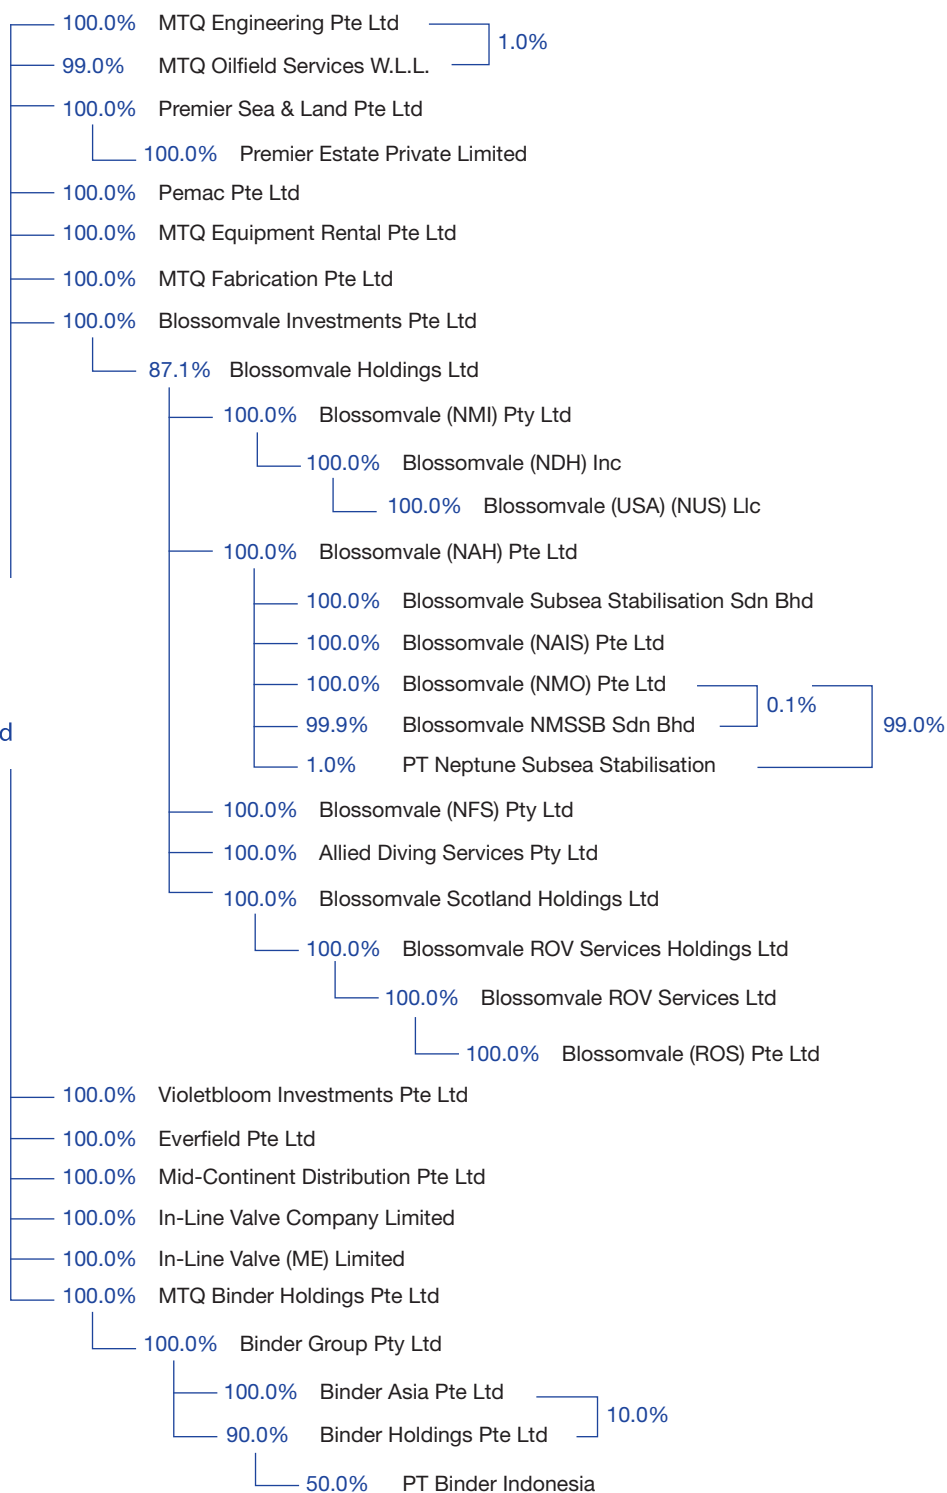 100.0% MTQ Engineering Pte Ltd
1.0%
99.0% MTQ Oilfield Services W.L.L.
100.0% Premier Sea & Land Pte Ltd
100.0% Premier Estate Private Limited
100.0% Pemac Pte Ltd
100.0% MTQ Equipment Rental Pte Ltd
100.0% MTQ Fabrication Pte Ltd
100.0% Blossomvale Investments Pte Ltd
87.1% Blossomvale Holdings Ltd
100.0% Blossomvale (NMI) Pty Ltd
100.0% Blossomvale (NDH) Inc
100.0% Blossomvale (USA) (NUS) Llc
100.0% Blossomvale (NAH) Pte Ltd
100.0% Blossomvale Subsea Stabilisation Sdn Bhd
100.0% Blossomvale (NAIS) Pte Ltd
100.0% Blossomvale (NMO) Pte Ltd
0.1%
99.9% Blossomvale NMSSB Sdn Bhd
99.0%
d
1.0% PT Neptune Subsea Stabilisation
100.0% Blossomvale (NFS) Pty Ltd
100.0% Allied Diving Services Pty Ltd
100.0% Blossomvale Scotland Holdings Ltd
100.0% Blossomvale ROV Services Holdings Ltd
100.0% Blossomvale ROV Services Ltd
100.0% Blossomvale (ROS) Pte Ltd
100.0% Violetbloom Investments Pte Ltd
100.0% Everfield Pte Ltd
100.0% Mid-Continent Distribution Pte Ltd
100.0% In-Line Valve Company Limited
100.0% In-Line Valve (ME) Limited
100.0% MTQ Binder Holdings Pte Ltd
100.0% Binder Group Pty Ltd
100.0% Binder Asia Pte Ltd
10.0%
90.0% Binder Holdings Pte Ltd
50.0% PT Binder Indonesia